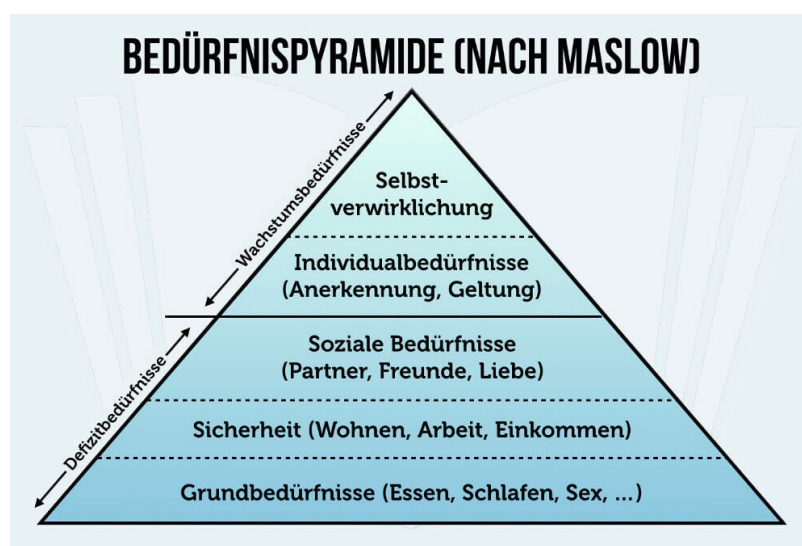 BEDÜRFNISPYRAMIDE (NACH MASLOW)
Wachstumsbedürfnisse
Selbst-
verwirklichung
Individualbedürfnisse
(Anerkennung, Geltung)
Defizitbedürfnisse
Soziale Bedürfnisse
(Partner, Freunde, Liebe)
Sicherheit (Wohnen, Arbeit, Einkommen)
Grundbedürfnisse (Essen, Schlafen, Sex, ...)